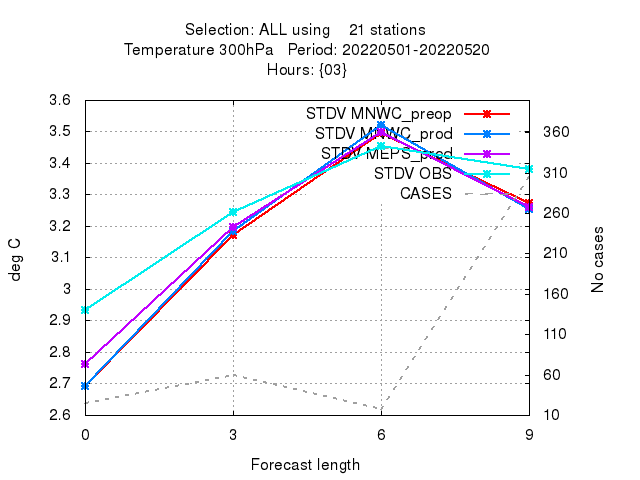 Selection: ALL using 21 stations
Temperature 300hPa Period: 20220501-20220520
Hours: {03}
STDV MNWC_preop
STDV MNWC_prod
STDV MEPS_prod
STDV OBS
CASES
deg C
3.6
3.5
3.4
3.3
3.2
3.1
3
2.9
2.8
2.7
2.6
No cases
360
310
260
210
160
110
60
10
0 3 6 9
Forecast length